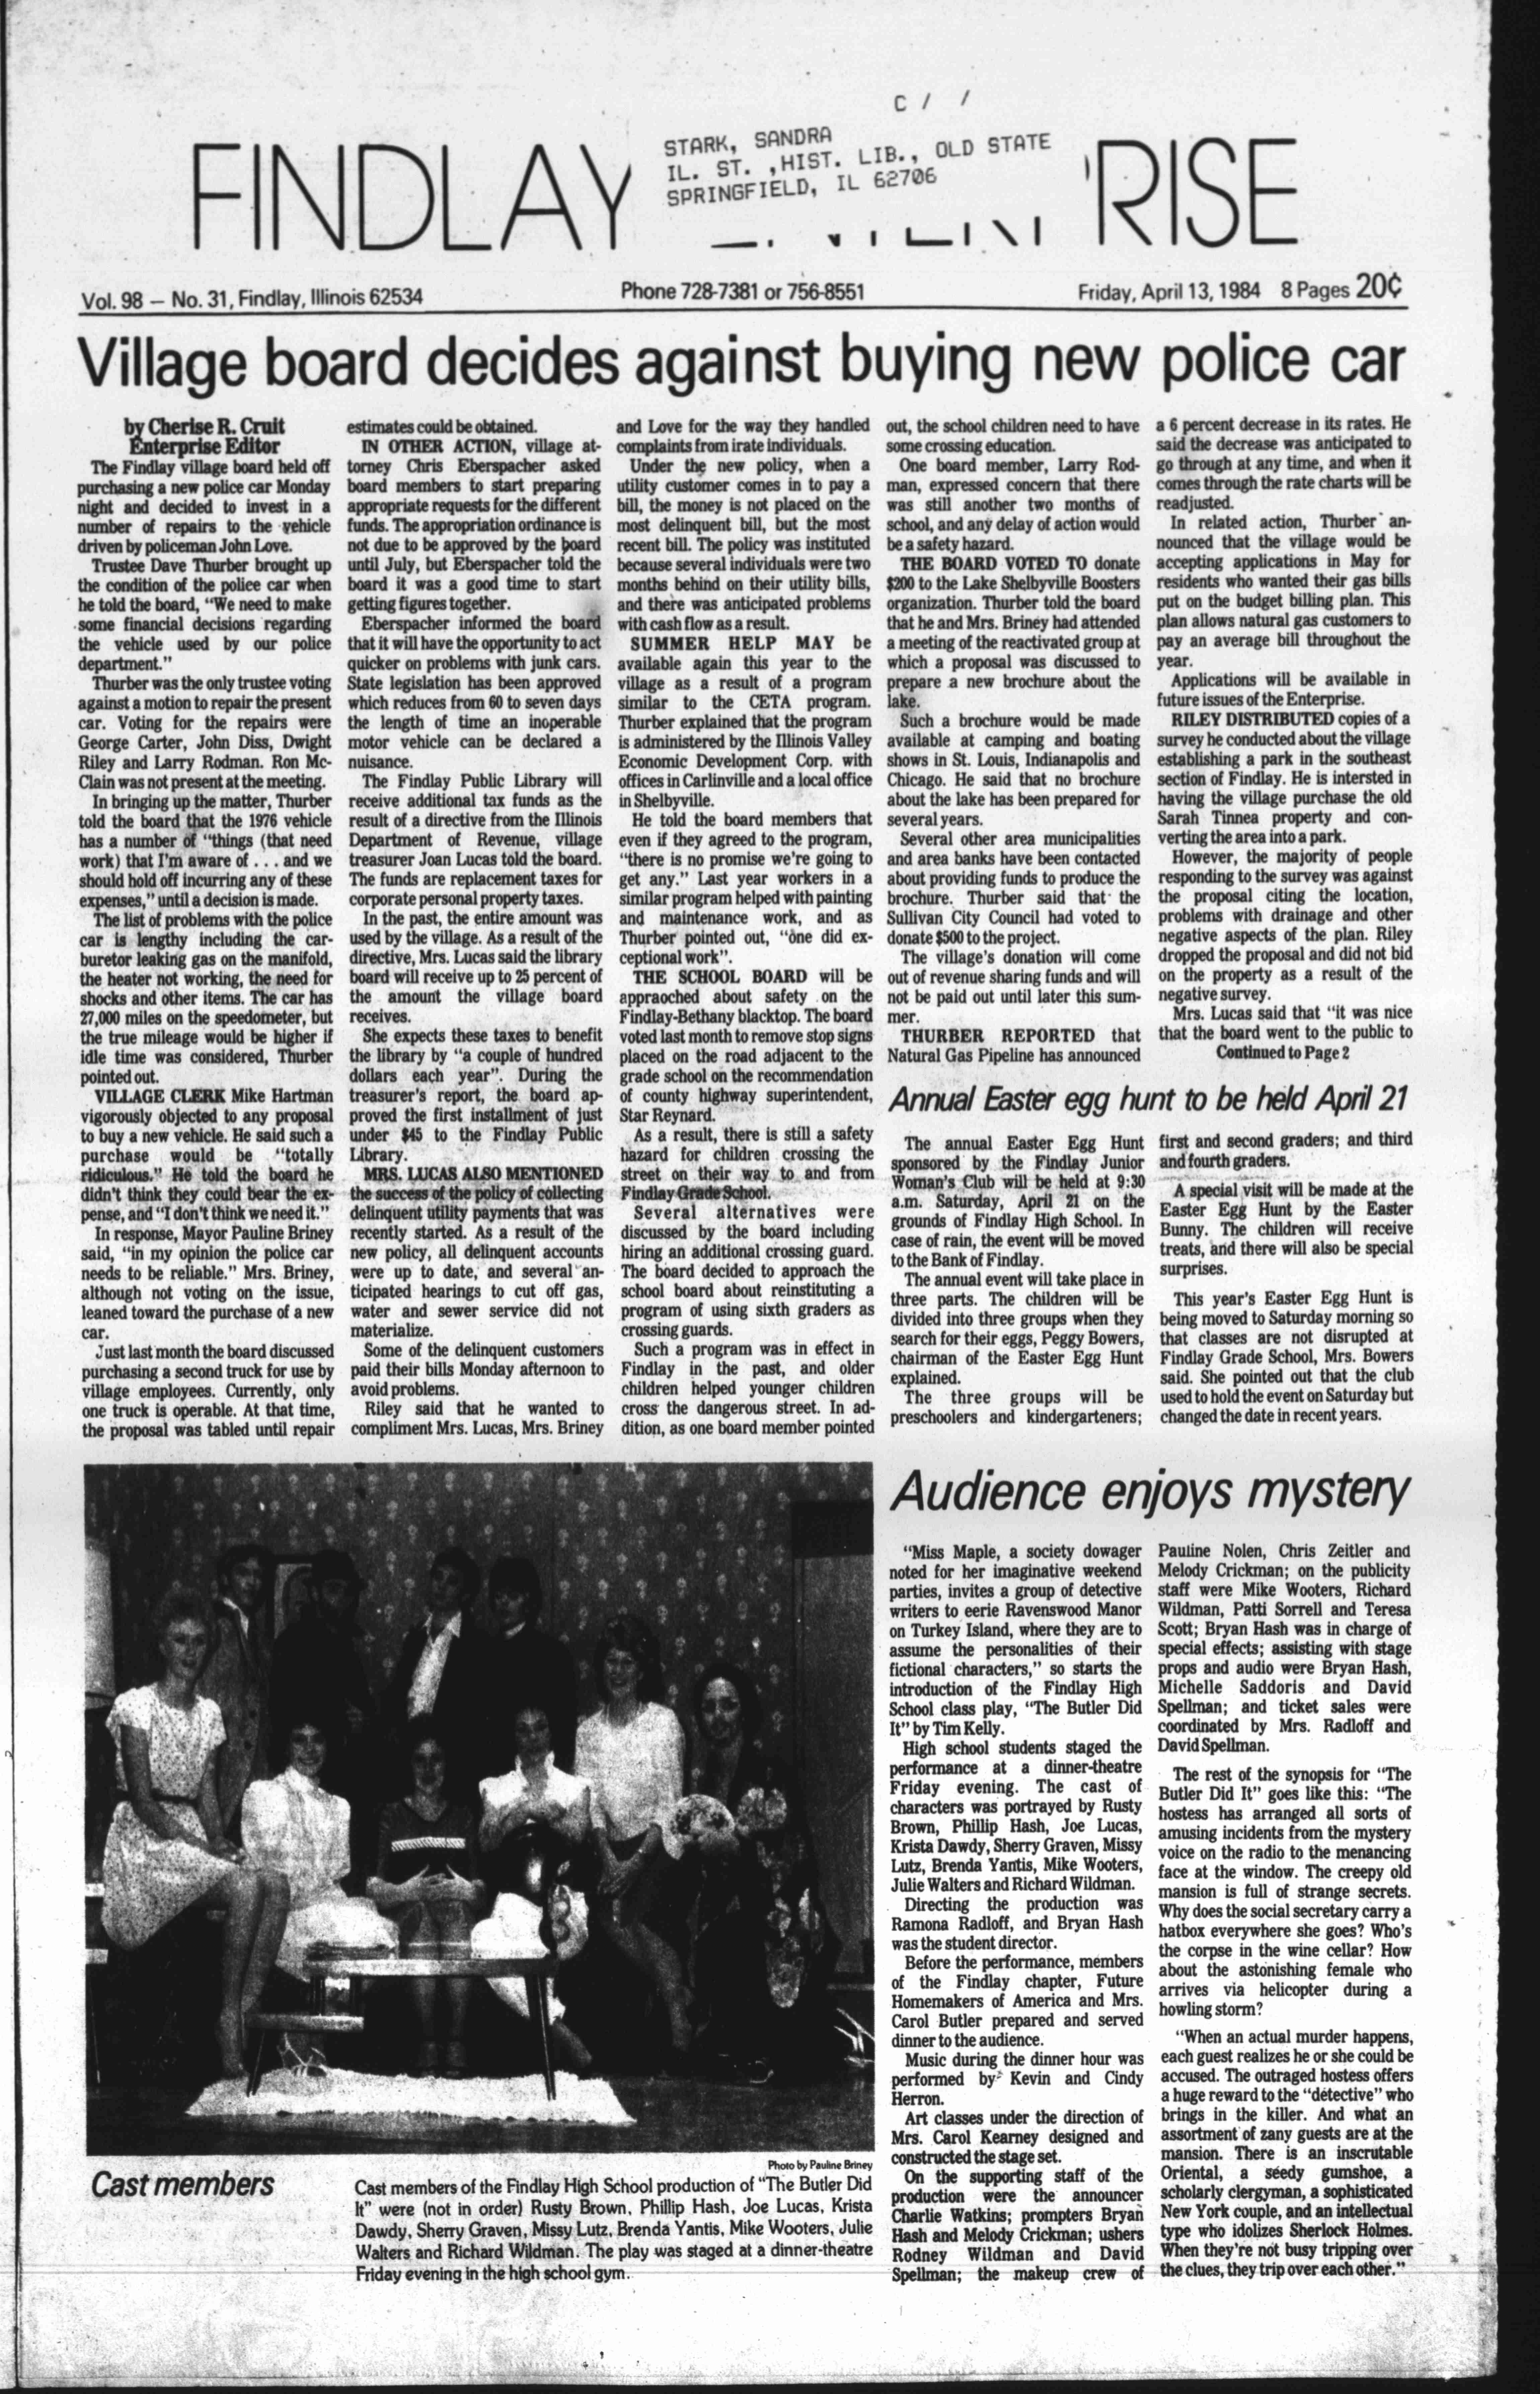 C / /
STARK, SANDRA
IL. ST. ,HIST. LIB., OLD STATE
SPRINGFIELD, IL 62706
FINDLAY RISE
Vol. 98 — No. 31, Findlay, Illinois 62534
Phone 728-7381 or 756-8551
Friday, April 13, 1984 8 Pages 20¢
Village board decides against buying new police car
by Cherise R. Cruit
Enterprise Editor
The Findlay village board held off
purchasing a new police car Monday
night and decided to invest in a
number of repairs to the vehicle
driven by policeman John Love.
Trustee Dave Thurber brought up
the condition of the police car when
he told the board, "We need to make
some financial decisions regarding
the vehicle used by our police
department."
Thurber was the only trustee voting
against a motion to repair the present
car. Voting for the repairs were
George Carter, John Diss, Dwight
Riley and Larry Rodman. Ron Mc-
Clain was not present at the meeting.
In bringing up the matter, Thurber
told the board that the 1976 vehicle
has a number of "things (that need
work) that I'm aware of . . . and we
should hold off incurring any of these
expenses," until a decision is made.
The list of problems with the police
car is lengthy including the car-
buretor leaking gas on the manifold,
the heater not working, the need for
shocks and other items. The car has
27,000 miles on the speedometer, but
the true mileage would be higher if
idle time was considered, Thurber
pointed out.
VILLAGE CLERK Mike Hartman
vigorously objected to any proposal
to buy a new vehicle. He said such a
purchase would be "totally
ridiculous." He told the board he
didn't think they could bear the ex-
pense, and "I don't think we need it."
In response, Mayor Pauline Briney
said, "in my opinion the police car
needs to be reliable." Mrs. Briney,
although not voting on the issue,
leaned toward the purchase of a new
car.
Just last month the board discussed
purchasing a second truck for use by
village employees. Currently, only
one truck is operable. At that time,
the proposal was tabled until repair
estimates could be obtained.
IN OTHER ACTION, village at-
torney Chris Eberspacher asked
board members to start preparing
appropriate requests for the different
funds. The appropriation ordinance is
not due to be approved by the board
until July, but Eberspacher told the
board it was a good time to start
getting figures together.
Eberspacher informed the board
that it will have the opportunity to act
quicker on problems with junk cars.
State legislation has been approved
which reduces from 60 to seven days
the length of time an inoperable
motor vehicle can be declared a
nuisance.
The Findlay Public Library will
receive additional tax funds as the
result of a directive from the Illinois
Department of Revenue, village
treasurer Joan Lucas told the board.
The funds are replacement taxes for
corporate personal property taxes.
In the past, the entire amount was
used by the village. As a result of the
directive, Mrs. Lucas said the library
board will receive up to 25 percent of
the amount the village board
receives.
She expects these taxes to benefit
the library by "a couple of hundred
dollars each year". During the
treasurer's report, the board ap-
proved the first installment of just
under $45 to the Findlay Public
Library.
MRS. LUCAS ALSO MENTIONED
the success of the policy of collecting
delinquent utility payments that was
recently started. As a result of the
new policy, all delinquent accounts
were up to date, and several an-
ticipated hearings to cut off gas,
water and sewer service did not
materialize.
Some of the delinquent customers
paid their bills Monday afternoon to
avoid problems.
Riley said that he wanted to
compliment Mrs. Lucas, Mrs. Briney
and Love for the way they handled
complaints from irate individuals.
Under the new policy, when a
utility customer comes in to pay a
bill, the money is not placed on the
most delinquent bill, but the most
recent bill. The policy was instituted
because several individuals were two
months behind on their utility bills,
and there was anticipated problems
with cash flow as a result.
SUMMER HELP MAY be
available again this year to the
village as a result of a program
similar to the CETA program.
Thurber explained that the program
is administered by the Illinois Valley
Economic Development Corp. with
offices in Carlinville and a local office
in Shelbyville.
He told the board members that
even if they agreed to the program,
"there is no promise we're going to
get any." Last year workers in a
similar program helped with painting
and maintenance work, and as
Thurber pointed out, "one did ex-
ceptional work".
THE SCHOOL BOARD will be
appraoched about safety on the
Findlay-Bethany blacktop. The board
voted last month to remove stop signs
placed on the road adjacent to the
grade school on the recommendation
of county highway superintendent,
Star Reynard.
As a result, there is still a safety
hazard for children crossing the
street on their way to and from
Findlay Grade School.
Several alternatives were
discussed by the board including
hiring an additional crossing guard.
The board decided to approach the
school board about reinstituting a
program of using sixth graders as
crossing guards.
Such a program was in effect in
Findlay in the past, and older
children helped younger children
cross the dangerous street. In ad-
dition, as one board member pointed
out, the school children need to have
some crossing education.
One board member, Larry Rod-
man, expressed concern that there
was still another two months of
school, and any delay of action would
be a safety hazard.
THE BOARD VOTED TO donate
$200 to the Lake Shelbyville Boosters
organization. Thurber told the board
that he and Mrs. Briney had attended
a meeting of the reactivated group at
which a proposal was discussed to
prepare a new brochure about the
lake.
Such a brochure would be made
available at camping and boating
shows in St. Louis, Indianapolis and
Chicago. He said that no brochure
about the lake has been prepared for
several years.
Several other area municipalities
and area banks have been contacted
about providing funds to produce the
brochure. Thurber said that the
Sullivan City Council had voted to
donate $500 to the project.
The village's donation will come
out of revenue sharing funds and will
not be paid out until later this sum-
mer.
THURBER REPORTED that
Natural Gas Pipeline has announced
a 6 percent decrease in its rates. He
said the decrease was anticipated to
go through at any time, and when it
comes through the rate charts will be
readjusted.
In related action, Thurber an-
nounced that the village would be
accepting applications in May for
residents who wanted their gas bills
put on the budget billing plan. This
plan allows natural gas customers to
pay an average bill throughout the
year.
Applications will be available in
future issues of the Enterprise.
RILEY DISTRIBUTED copies of a
survey he conducted about the village
establishing a park in the southeast
section of Findlay. He is intersted in
having the village purchase the old
Sarah Tinnea property and con-
verting the area into a park.
However, the majority of people
responding to the survey was against
the proposal citing the location,
problems with drainage and other
negative aspects of the plan. Riley
dropped the proposal and did not bid
on the property as a result of the
negative survey.
Mrs. Lucas said that "it was nice
that the board went to the public to
Continued to Page 2
Annual Easter egg hunt to be held April 21
The annual Easter Egg Hunt
sponsored by the Findlay Junior
Woman's Club will be held at 9:30
a.m. Saturday, April 21 on the
grounds of Findlay High School. In
case of rain, the event will be moved
to the Bank of Findlay.
The annual event will take place in
three parts. The children will be
divided into three groups when they
search for their eggs, Peggy Bowers,
chairman of the Easter Egg Hunt
explained.
The three groups will be
preschoolers and kindergarteners;
first and second graders; and third
and fourth graders.
A special visit will be made at the
Easter Egg Hunt by the Easter
Bunny. The children will receive
treats, and there will also be special
surprises.
This year's Easter Egg Hunt is
being moved to Saturday morning so
that classes are not disrupted at
Findlay Grade School, Mrs. Bowers
said. She pointed out that the club
used to hold the event on Saturday but
changed the date in recent years.
Photo by Pauline Briney
Cast members
Cast members of the Findlay High School production of "The Butler Did
It" were (not in order) Rusty Brown, Phillip Hash, Joe Lucas, Krista
Dawdy, Sherry Graven, Missy Lutz, Brenda Yantis, Mike Wooters, Julie
Walters and Richard Wildman. The play was staged at a dinner-theatre
Friday evening in the high school gym.
Audience enjoys mystery
"Miss Maple, a society dowager
noted for her imaginative weekend
parties, invites a group of detective
writers to eerie Ravenswood Manor
on Turkey Island, where they are to
assume the personalities of their
fictional characters," so starts the
introduction of the Findlay High
School class play, "The Butler Did
It" by Tim Kelly.
High school students staged the
performance at a dinner-theatre
Friday evening. The cast of
characters was portrayed by Rusty
Brown, Phillip Hash, Joe Lucas,
Krista Dawdy, Sherry Graven, Missy
Lutz, Brenda Yantis, Mike Wooters,
Julie Walters and Richard Wildman.
Directing the production was
Ramona Radloff, and Bryan Hash
was the student director.
Before the performance, members
of the Findlay chapter, Future
Homemakers of America and Mrs.
Carol Butler prepared and served
dinner to the audience.
Music during the dinner hour was
performed by Kevin and Cindy
Herron.
Art classes under the direction of
Mrs. Carol Kearney designed and
constructed the stage set.
On the supporting staff of the
production were the announcer
Charlie Watkins; prompters Bryan
Hash and Melody Crickman; ushers
Rodney Wildman and David
Spellman; the makeup crew of
Pauline Nolen, Chris Zeitler and
Melody Crickman; on the publicity
staff were Mike Wooters, Richard
Wildman, Patti Sorrell and Teresa
Scott; Bryan Hash was in charge of
special effects; assisting with stage
props and audio were Bryan Hash,
Michelle Saddoris and David
Spellman; and ticket sales were
coordinated by Mrs. Radloff and
David Spellman.
The rest of the synopsis for "The
Butler Did It" goes like this: "The
hostess has arranged all sorts of
amusing incidents from the mystery
voice on the radio to the menancing
face at the window. The creepy old
mansion is full of strange secrets.
Why does the social secretary carry a
hatbox everywhere she goes? Who's
the corpse in the wine cellar? How
about the astonishing female who
arrives via helicopter during a
howling storm?
"When an actual murder happens,
each guest realizes he or she could be
accused. The outraged hostess offers
a huge reward to the "detective" who
brings in the killer. And what an
assortment of zany guests are at the
mansion. There is an inscrutable
Oriental, a seedy gumshoe, a
scholarly clergyman, a sophisticated
New York couple, and an intellectual
type who idolizes Sherlock Holmes.
When they're not busy tripping over
the clues, they trip over each other."